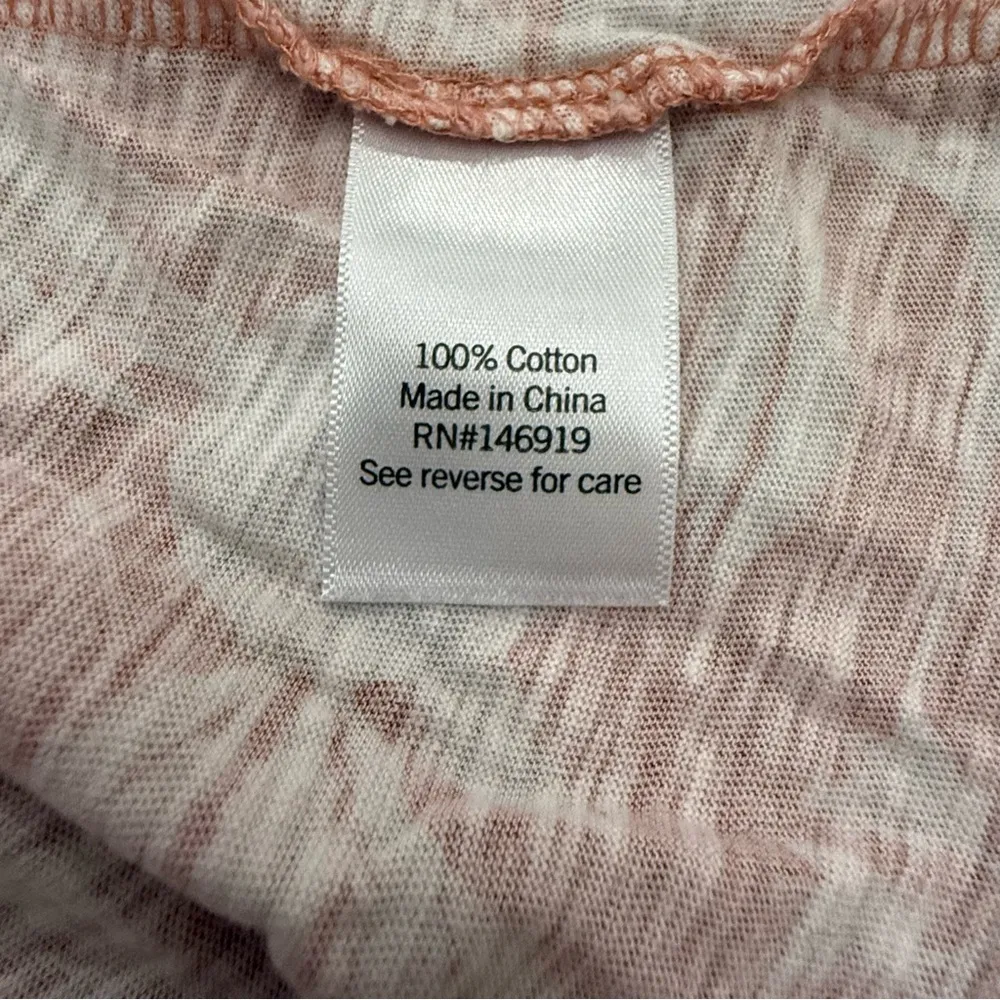 100% Cotton
Made in China
RN#146919
See reverse for care